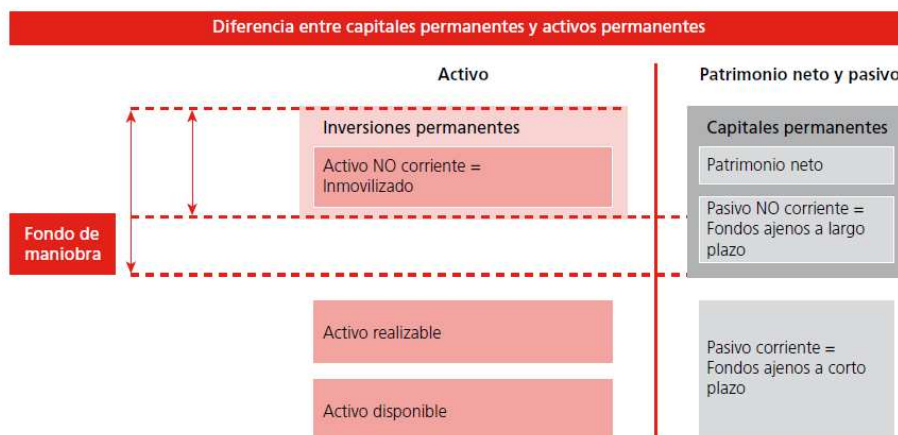 Diferencia entre capitales permanentes y activos permanentes
Activo
Patrimonio neto y pasivo
Inversiones permanentes
Activo NO corriente =
Inmovilizado
Capitales permanentes
Patrimonio neto
Pasivo NO corriente =
Fondos ajenos a largo
plazo
Fondo de
maniobra
Activo realizable
Activo disponible
Pasivo corriente =
Fondos ajenos a corto
plazo